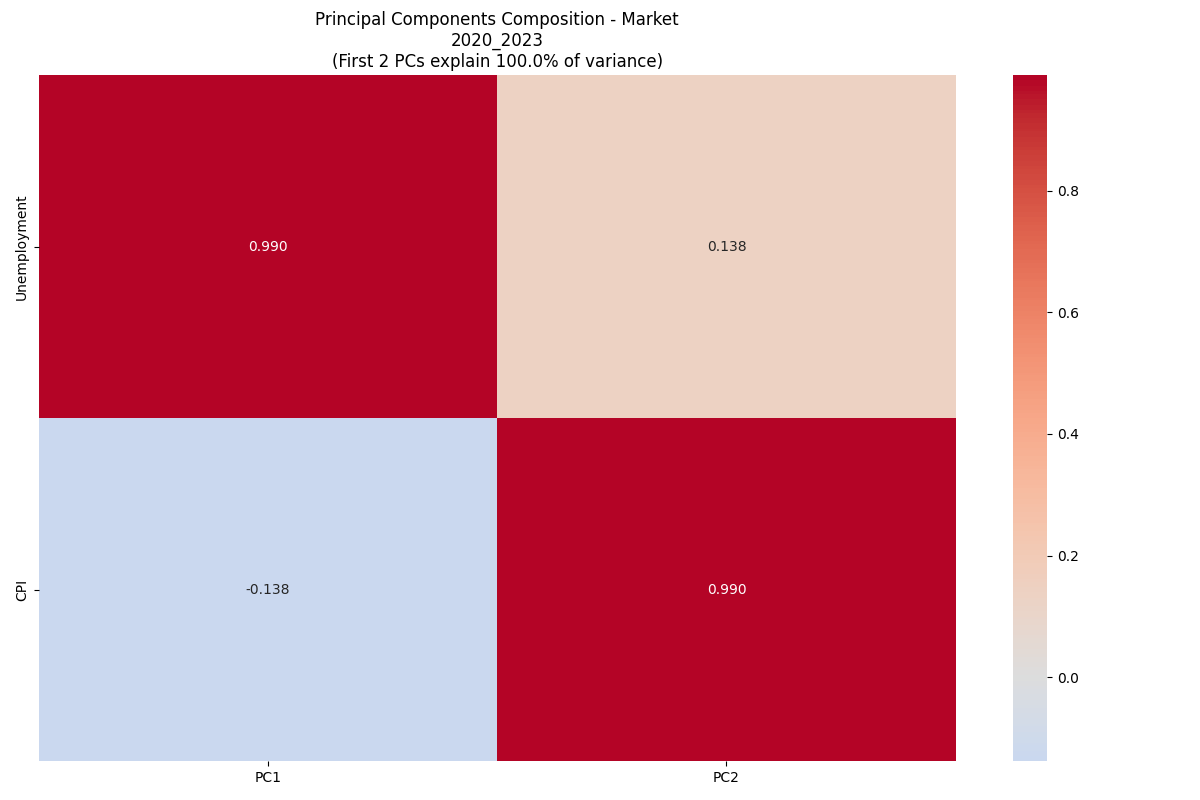 Principal Components Composition - Market
2020_2023
(First 2 PCs explain 100.0% of variance)
Unemployment
0.990
0.138
CPI
-0.138
0.990
PC1
PC2
0.8
0.6
0.4
0.2
0.0